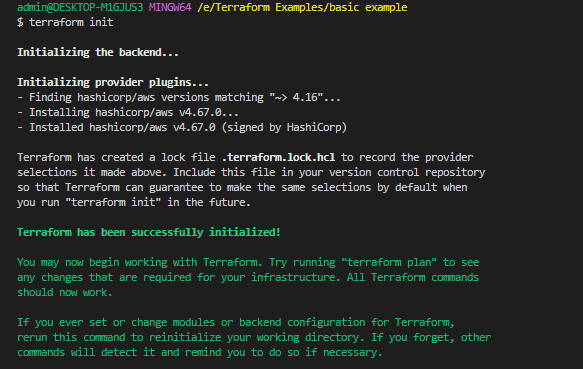 admin@DESKTOP-M1GJUS3 MINGW64 /e/Terraform Examples/basic example
$ terraform init
Initializing the backend...
Initializing provider plugins...
- Finding hashicorp/aws versions matching "~> 4.16"...
- Installing hashicorp/aws v4.67.0...
- Installed hashicorp/aws v4.67.0 (signed by HashiCorp)
Terraform has created a lock file .terraform.lock.hcl to record the provider
selections it made above. Include this file in your version control repository
so that Terraform can guarantee to make the same selections by default when
you run "terraform init" in the future.
Terraform has been successfully initialized!
You may now begin working with Terraform. Try running "terraform plan" to see
any changes that are required for your infrastructure. All Terraform commands
should now work.
If you ever set or change modules or backend configuration for Terraform,
rerun this command to reinitialize your working directory. If you forget, other
commands will detect it and remind you to do so if necessary.